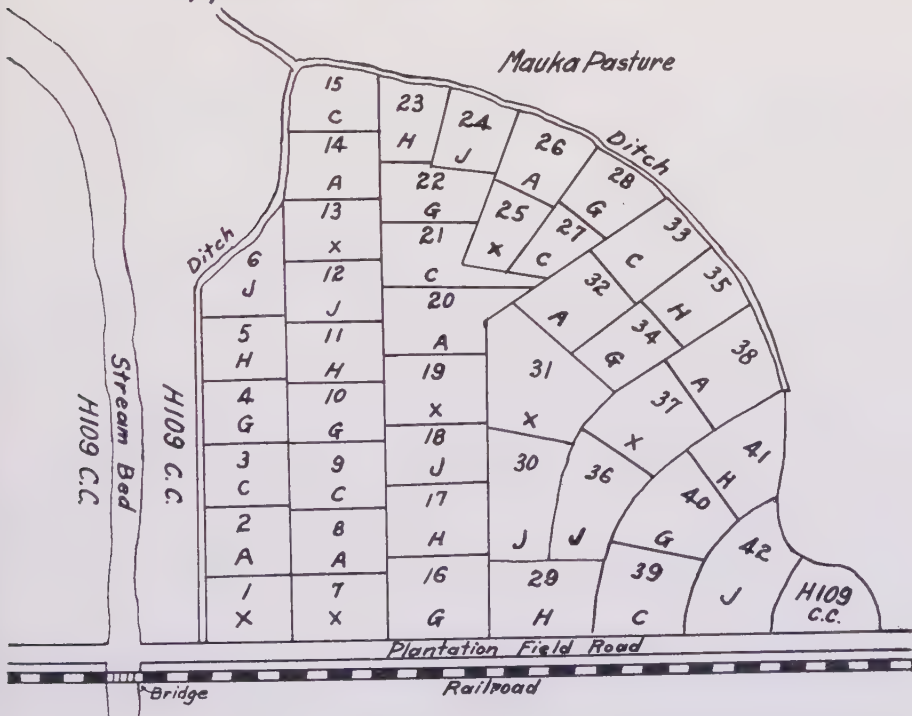 Mauka Pasture
Ditch
Ditch
Stream Bed
H109 C.C.
H109 C.C.
15
C
14
A
13
X
12
J
11
H
10
G
9
C
8
A
7
X
6
J
5
H
4
G
3
C
2
A
1
X
23
H
22
G
21
C
20
A
19
X
18
J
17
H
16
G
24
J
26
A
25
X
28
G
27
C
33
C
32
A
35
H
34
G
38
A
37
X
31
X
30
J
36
J
29
H
41
H
40
G
39
C
42
J
H109
C.C.
Plantation Field Road
Railroad
Bridge